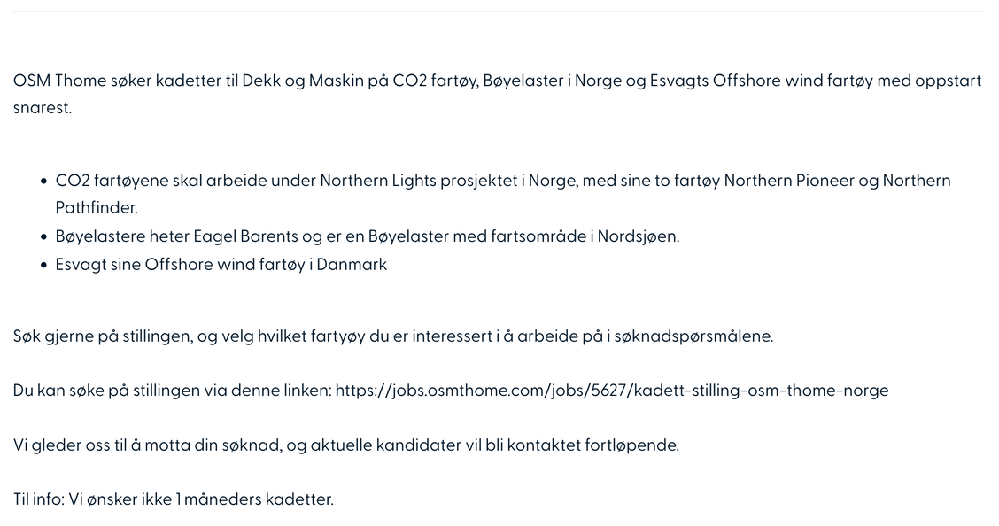 OSM Thome søker kadetter til Dekk og Maskin på CO2 fartøy, Bøyelaster i Norge og Esvagts Offshore wind fartøy med oppstart
snarest.
• CO2 fartøyene skal arbeide under Northern Lights prosjektet i Norge, med sine to fartøy Northern Pioneer og Northern
Pathfinder.
• Bøyelastere heter Eagel Barents og er en Bøyelaster med fartsområde i Nordsjøen.
• Esvagt sine Offshore wind fartøy i Danmark
Søk gjerne på stillingen, og velg hvilket fartyøy du er interessert i å arbeide på i søknadspørsmålene.
Du kan søke på stillingen via denne linken: https://jobs.osmthome.com/jobs/5627/kadett-stilling-osm-thome-norge
Vi gleder oss til å motta din søknad, og aktuelle kandidater vil bli kontaktet fortløpende.
Til info: Vi ønsker ikke 1 måneders kadetter.